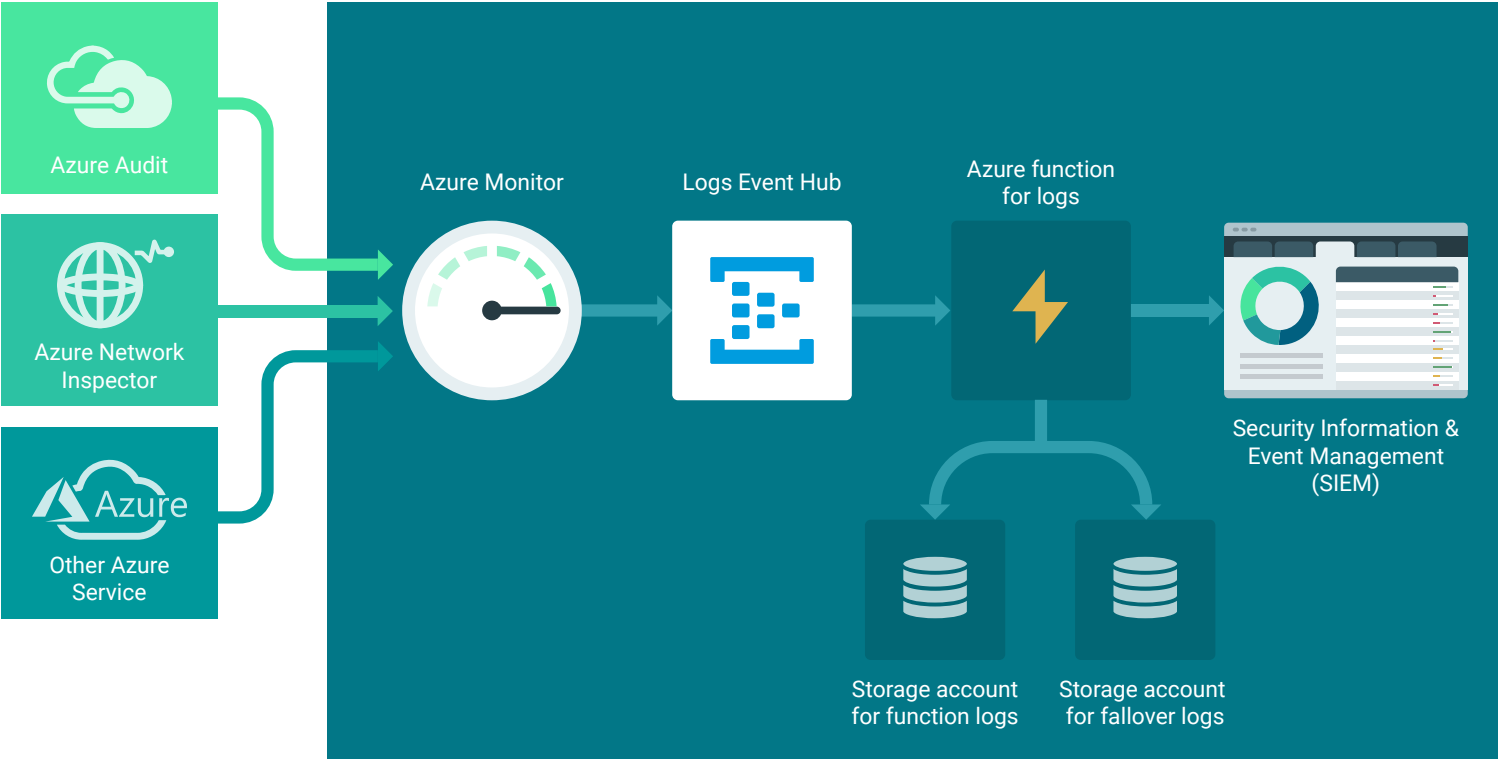 Azure Audit
Azure Network
Inspector
Azure
Other Azure
Service
Azure Monitor
Logs Event Hub
Azure function
for logs
Security Information &
Event Management
(SIEM)
Storage account
for function logs
Storage account
for fallover logs